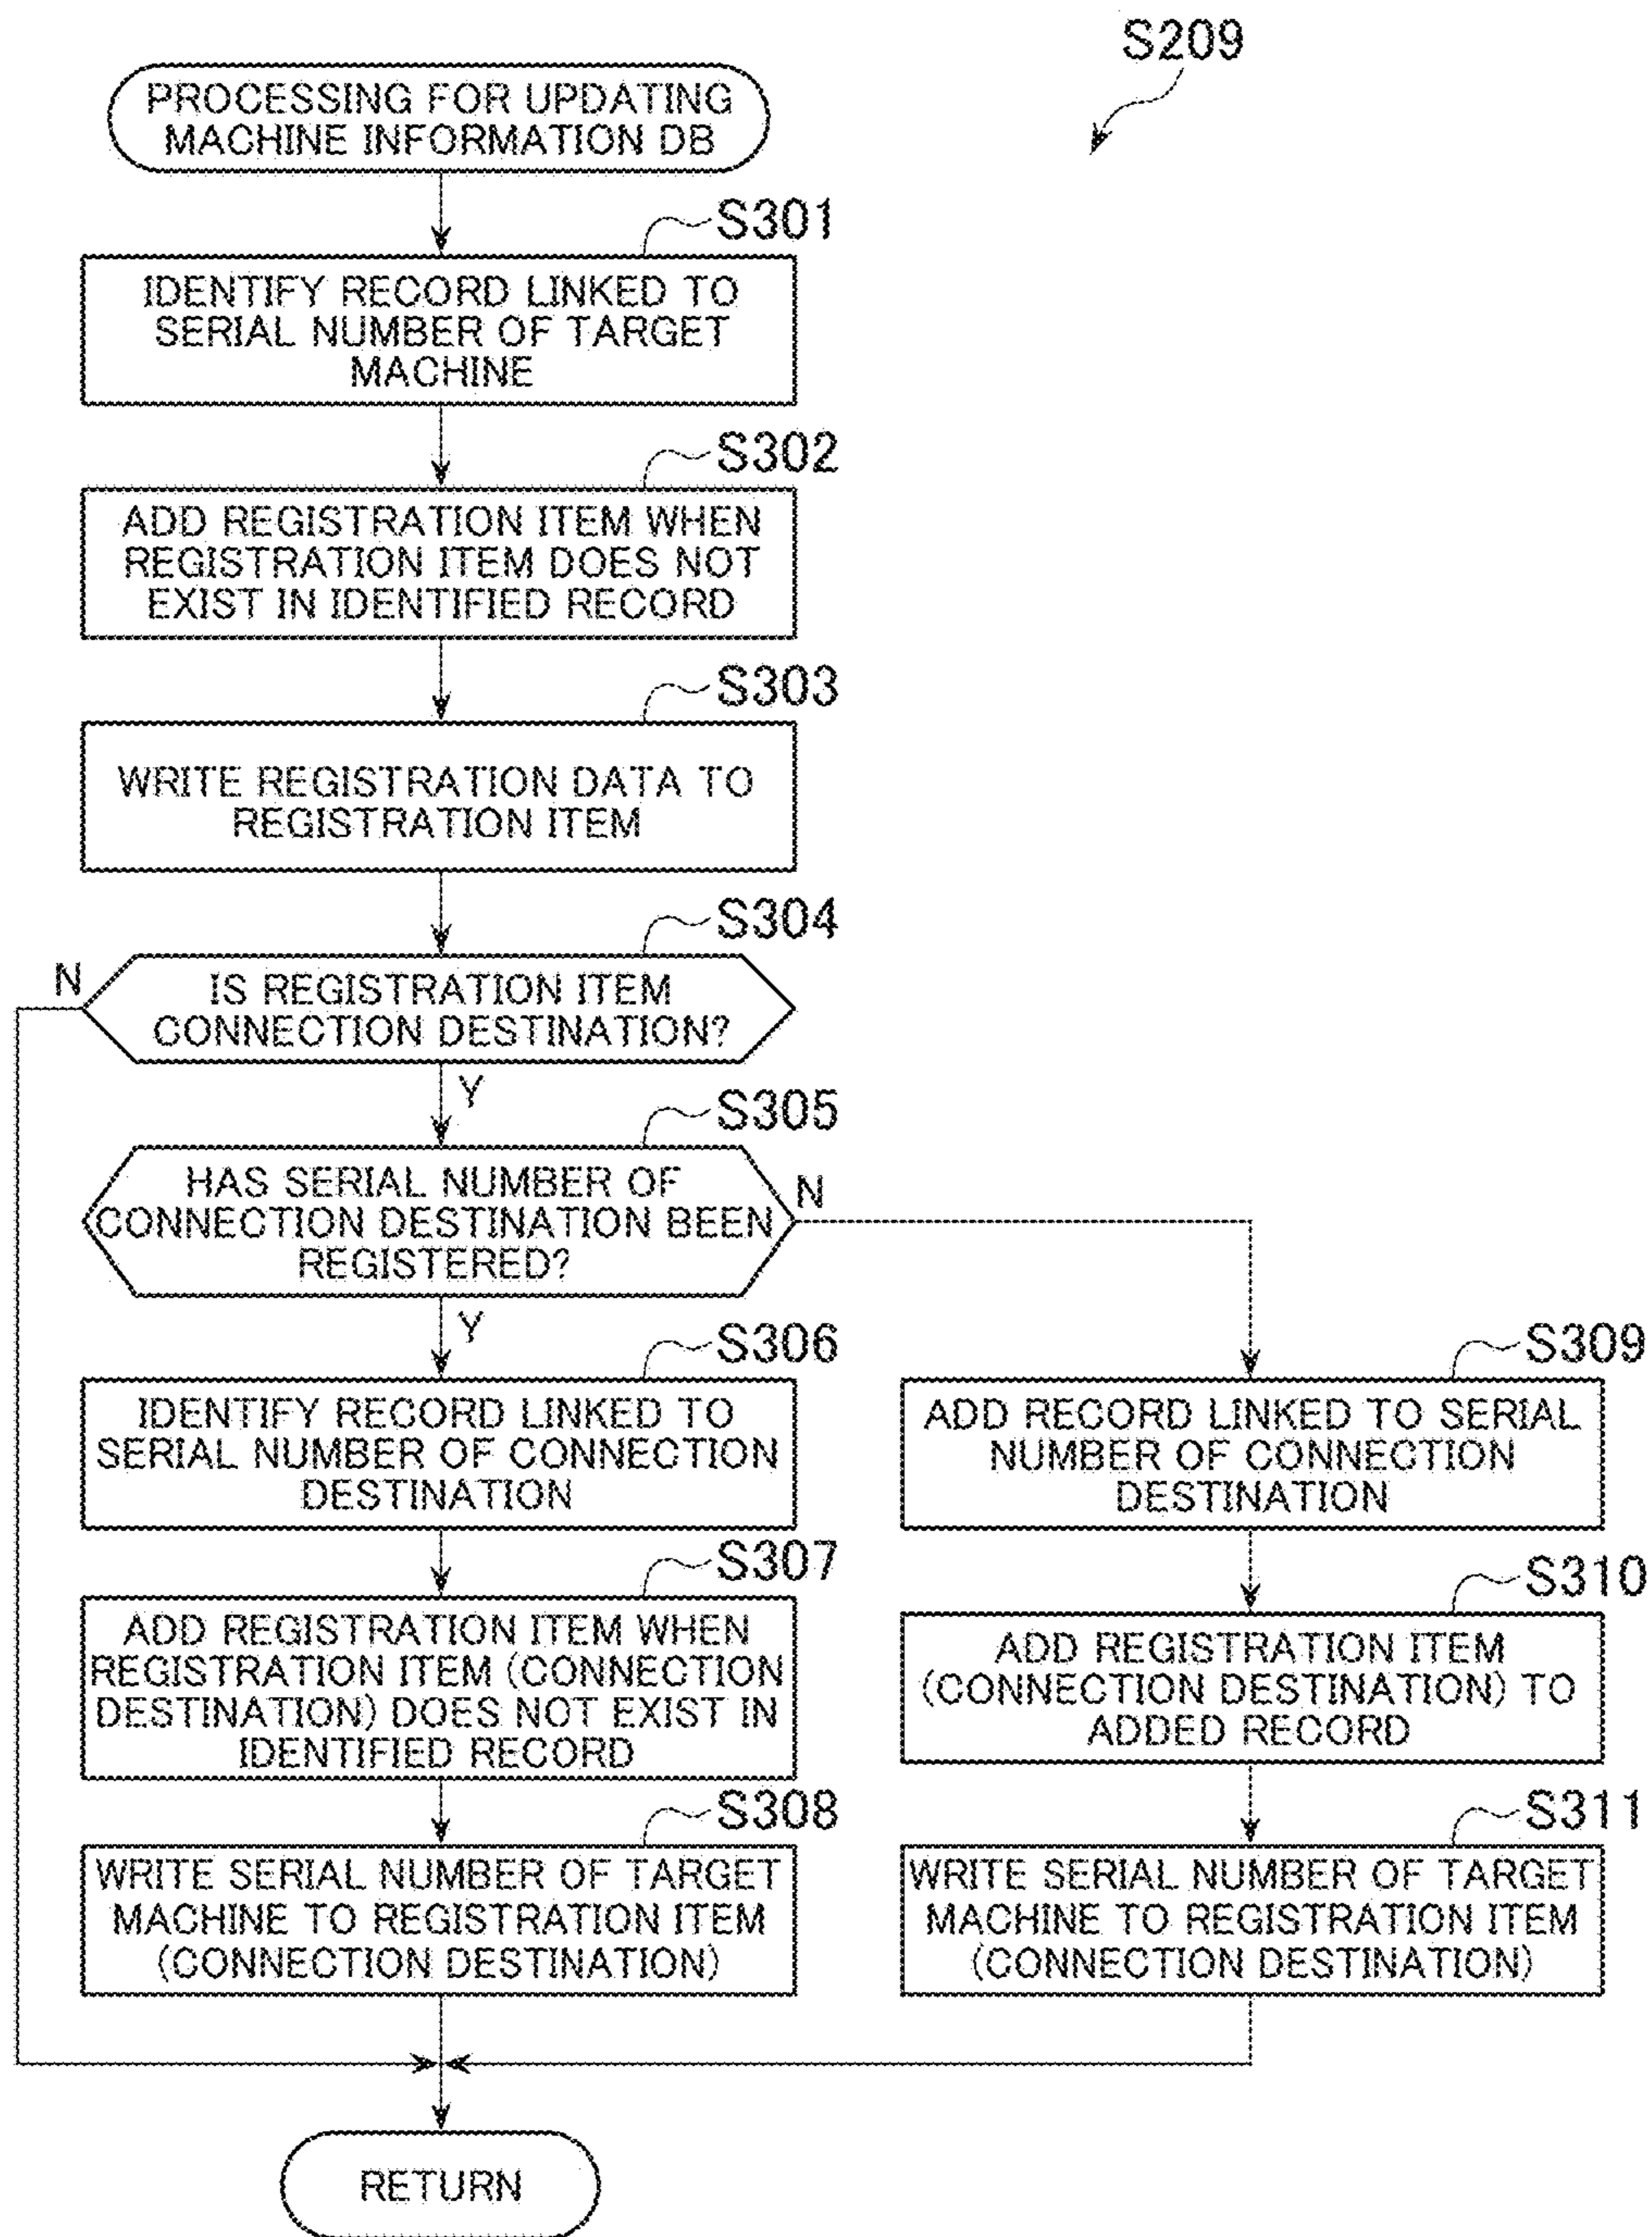 S209
PROCESSING FOR UPDATING
MACHINE INFORMATION DB
S301
IDENTIFY RECORD LINKED TO
SERIAL NUMBER OF TARGET
MACHINE
S302
ADD REGISTRATION ITEM WHEN
REGISTRATION ITEM DOES NOT
EXIST IN IDENTIFIED RECORD
S303
WRITE REGISTRATION DATA TO
REGISTRATION ITEM
S304
N
IS REGISTRATION ITEM
CONNECTION DESTINATION?
Y
S305
HAS SERIAL NUMBER OF
CONNECTION DESTINATION BEEN
REGISTERED?
N
Y
S306
IDENTIFY RECORD LINKED TO
SERIAL NUMBER OF CONNECTION
DESTINATION
S307
ADD REGISTRATION ITEM WHEN
REGISTRATION ITEM (CONNECTION
DESTINATION) DOES NOT EXIST IN
IDENTIFIED RECORD
S308
WRITE SERIAL NUMBER OF TARGET
MACHINE TO REGISTRATION ITEM
(CONNECTION DESTINATION)
S309
ADD RECORD LINKED TO SERIAL
NUMBER OF CONNECTION
DESTINATION
S310
ADD REGISTRATION ITEM
(CONNECTION DESTINATION) TO
ADDED RECORD
S311
WRITE SERIAL NUMBER OF TARGET
MACHINE TO REGISTRATION ITEM
(CONNECTION DESTINATION)
RETURN